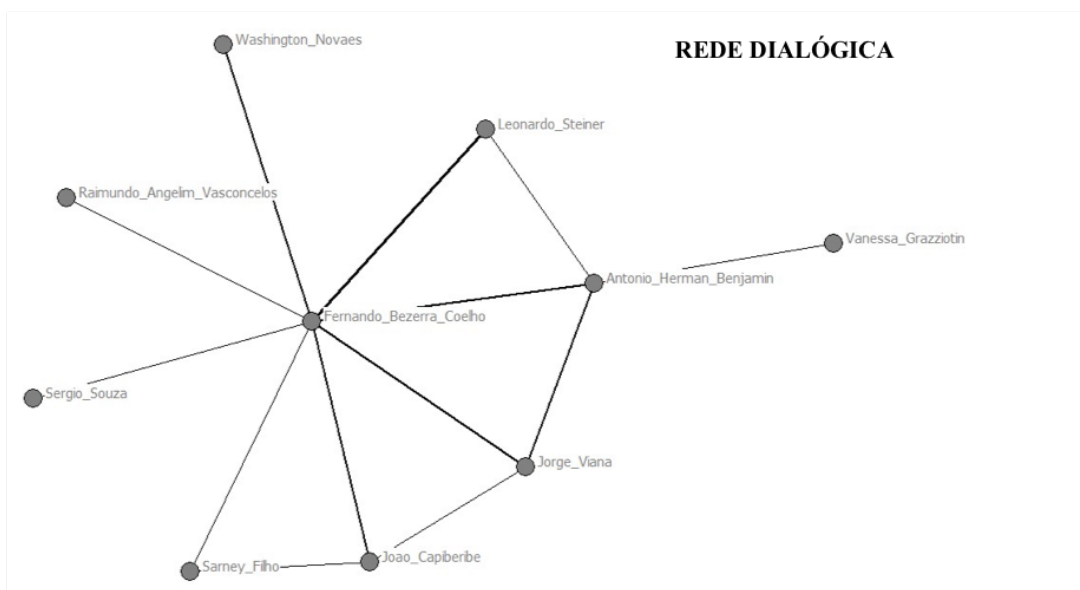 Washington_Novaes
REDE DIALÓGICA
Leonardo_Steiner
Raimundo_Angelim_Vasconcelos
Vanessa_Grazziotin
Antonio_Herman_Benjamin
Fernando_Bezerra_Coelho
Sergio_Souza
Jorge_Viana
Joao_Capiberibe
Sarney_Filho